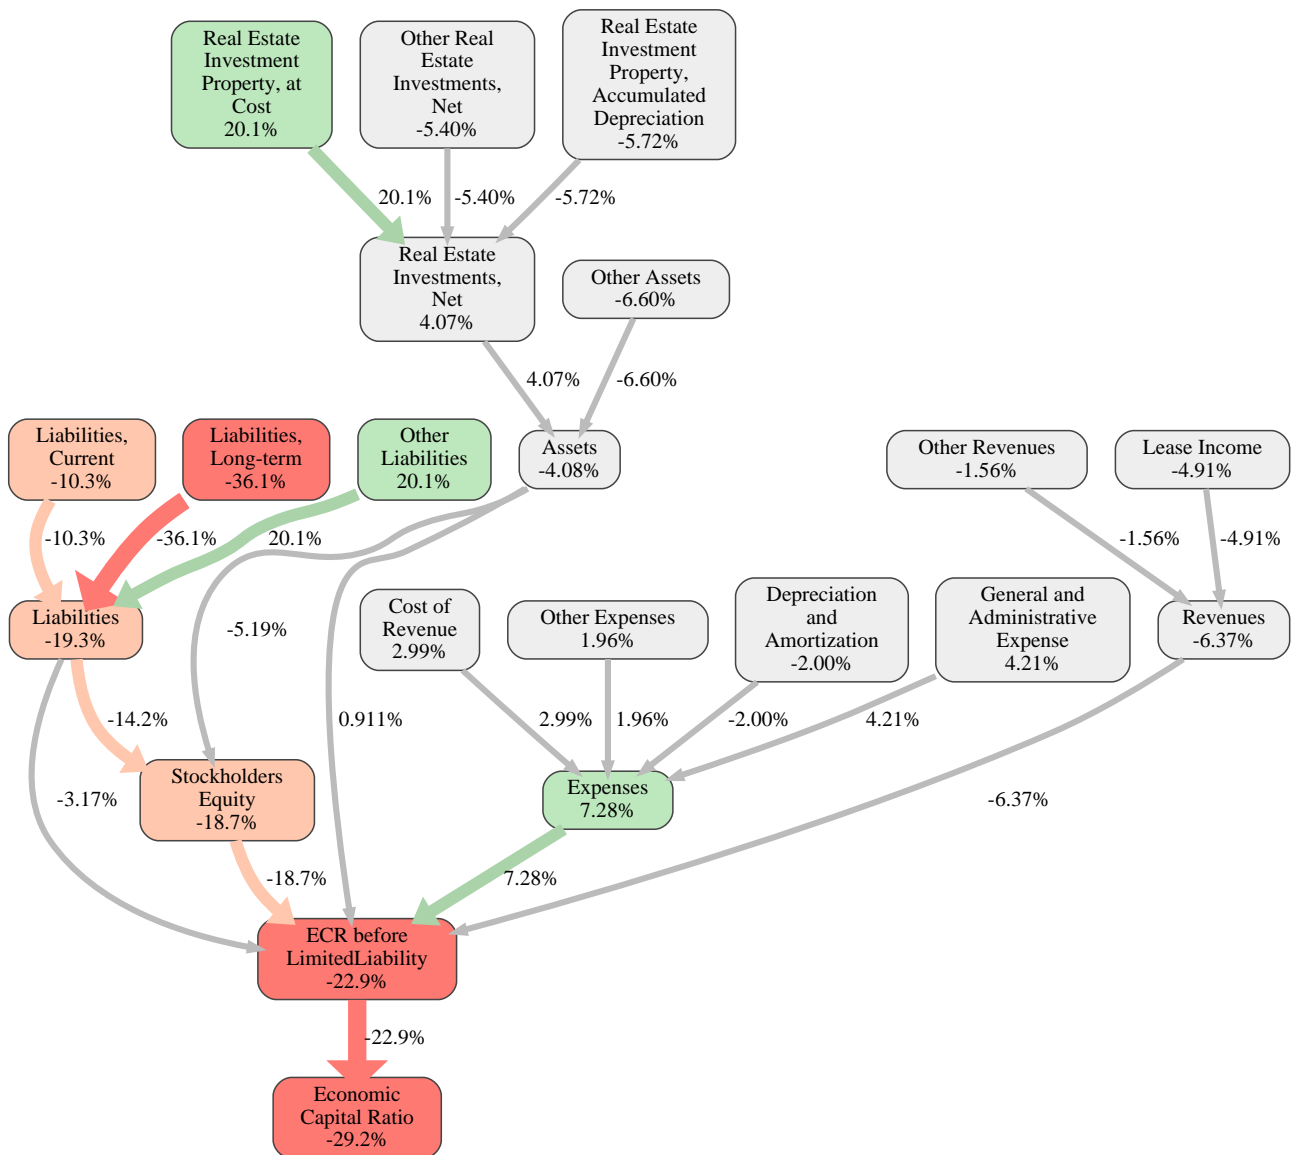 Real Estate
Investment
Property, at
Cost
20.1%
Other Real
Estate
Investments,
Net
-5.40%
Real Estate
Investment
Property,
Accumulated
Depreciation
-5.72%
20.1%
-5.40%
-5.72%
Real Estate
Investments,
Net
4.07%
Other Assets
-6.60%
4.07%
-6.60%
Liabilities,
Current
-10.3%
Liabilities,
Long-term
-36.1%
Other
Liabilities
20.1%
Assets
-4.08%
Other Revenues
-1.56%
Lease Income
-4.91%
-10.3%
-36.1%
20.1%
-1.56%
-4.91%
Liabilities
-19.3%
-5.19%
Cost of
Revenue
2.99%
Other Expenses
1.96%
Depreciation
and
Amortization
-2.00%
General and
Administrative
Expense
4.21%
Revenues
-6.37%
-14.2%
0.911%
2.99%
1.96%
-2.00%
4.21%
-3.17%
Stockholders
Equity
-18.7%
Expenses
7.28%
-6.37%
-18.7%
7.28%
ECR before
LimitedLiability
-22.9%
-22.9%
Economic
Capital Ratio
-29.2%